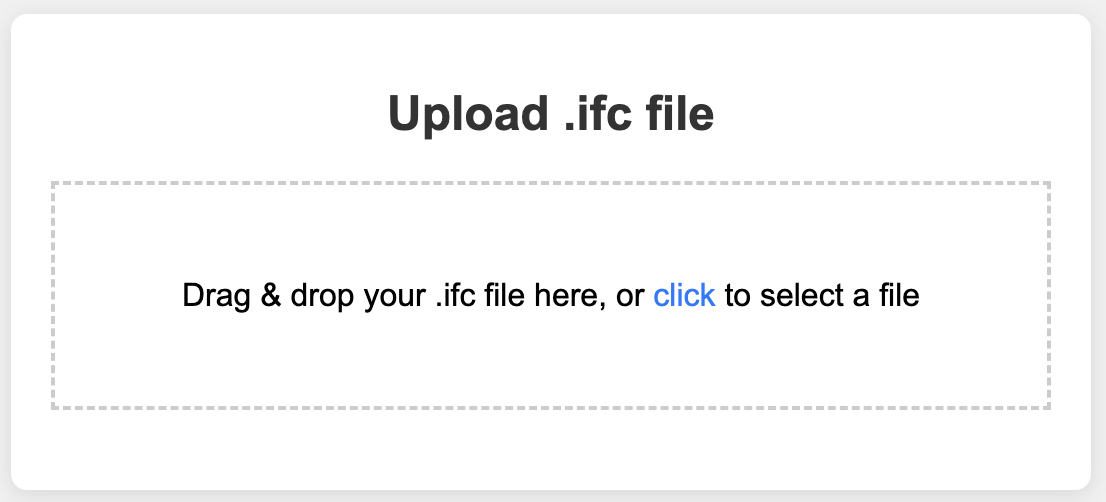 Upload .ifc file
Drag & drop your .ifc file here, or click to select a file